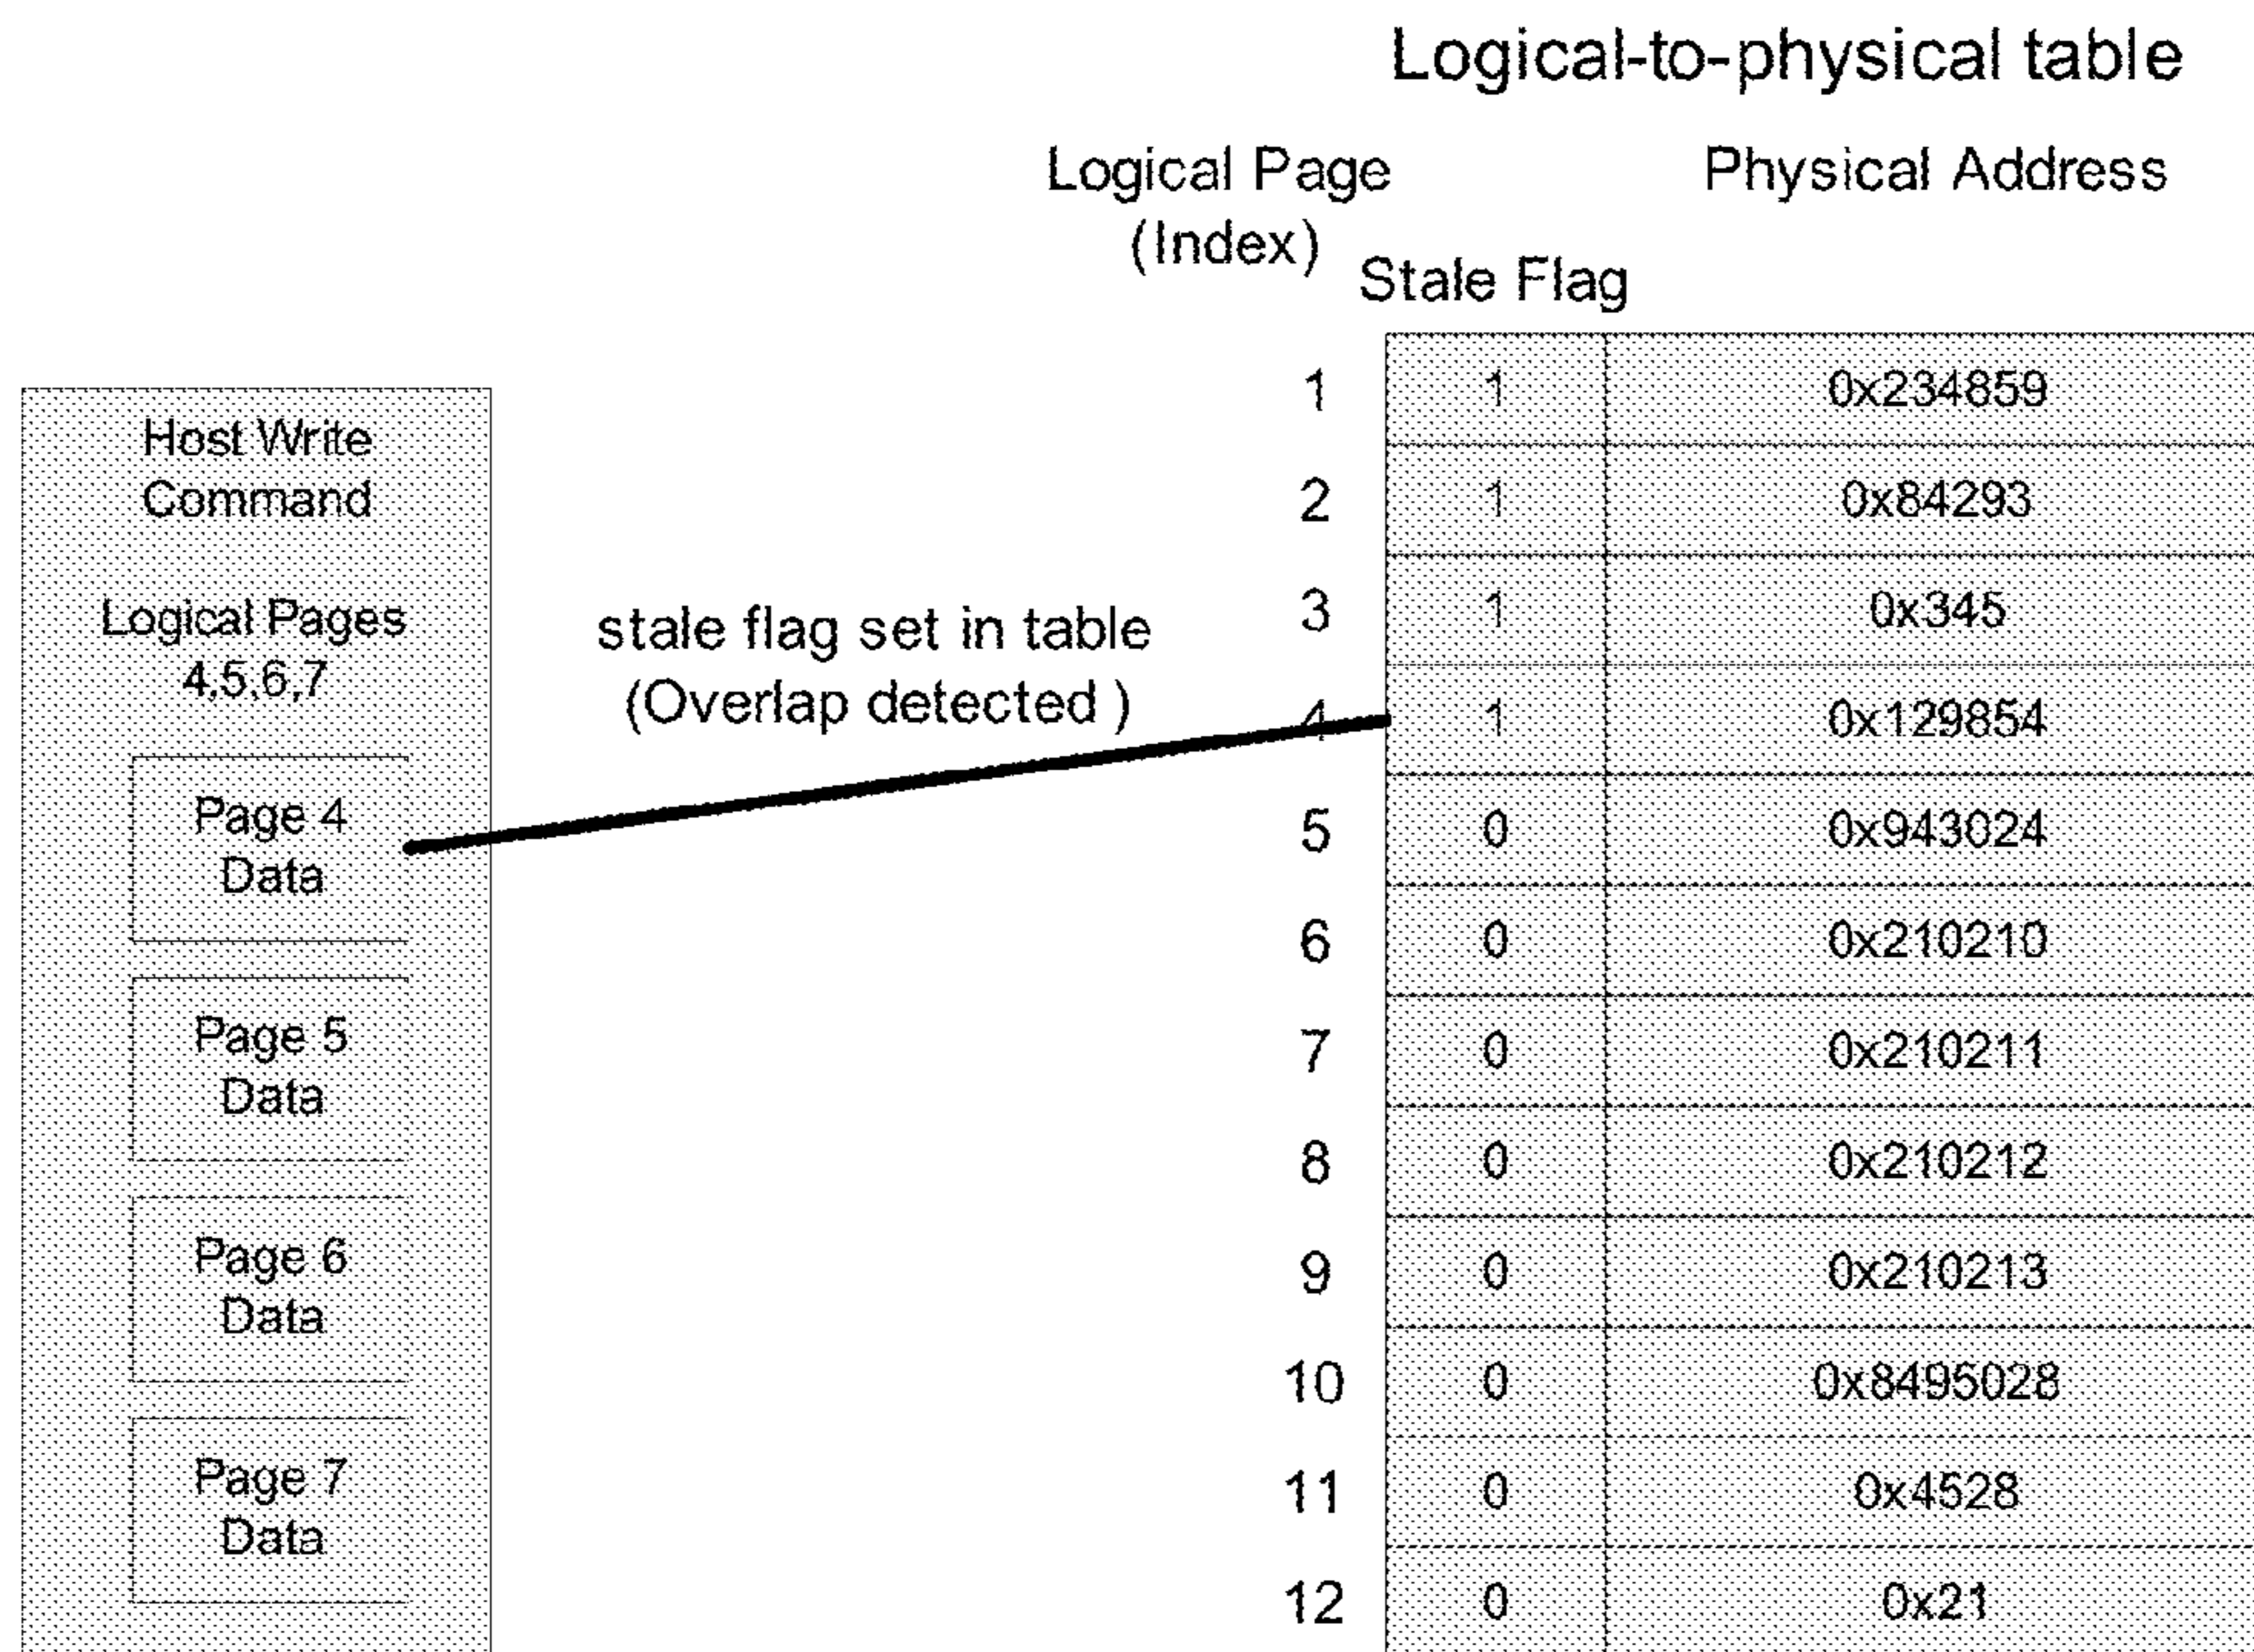 Logical-to-physical table
Logical Page
(Index)
Stale Flag
Physical Address
Host Write
Command
Logical Pages
4,5,6,7
Page 4
Data
Page 5
Data
Page 6
Data
Page 7
Data
stale flag set in table
(Overlap detected )
1 1 0x234859
2 1 0x84293
3 1 0x345
4 1 0x129854
5 0 0x943024
6 0 0x210210
7 0 0x210211
8 0 0x210212
9 0 0x210213
10 0 0x8495028
11 0 0x4528
12 0 0x21